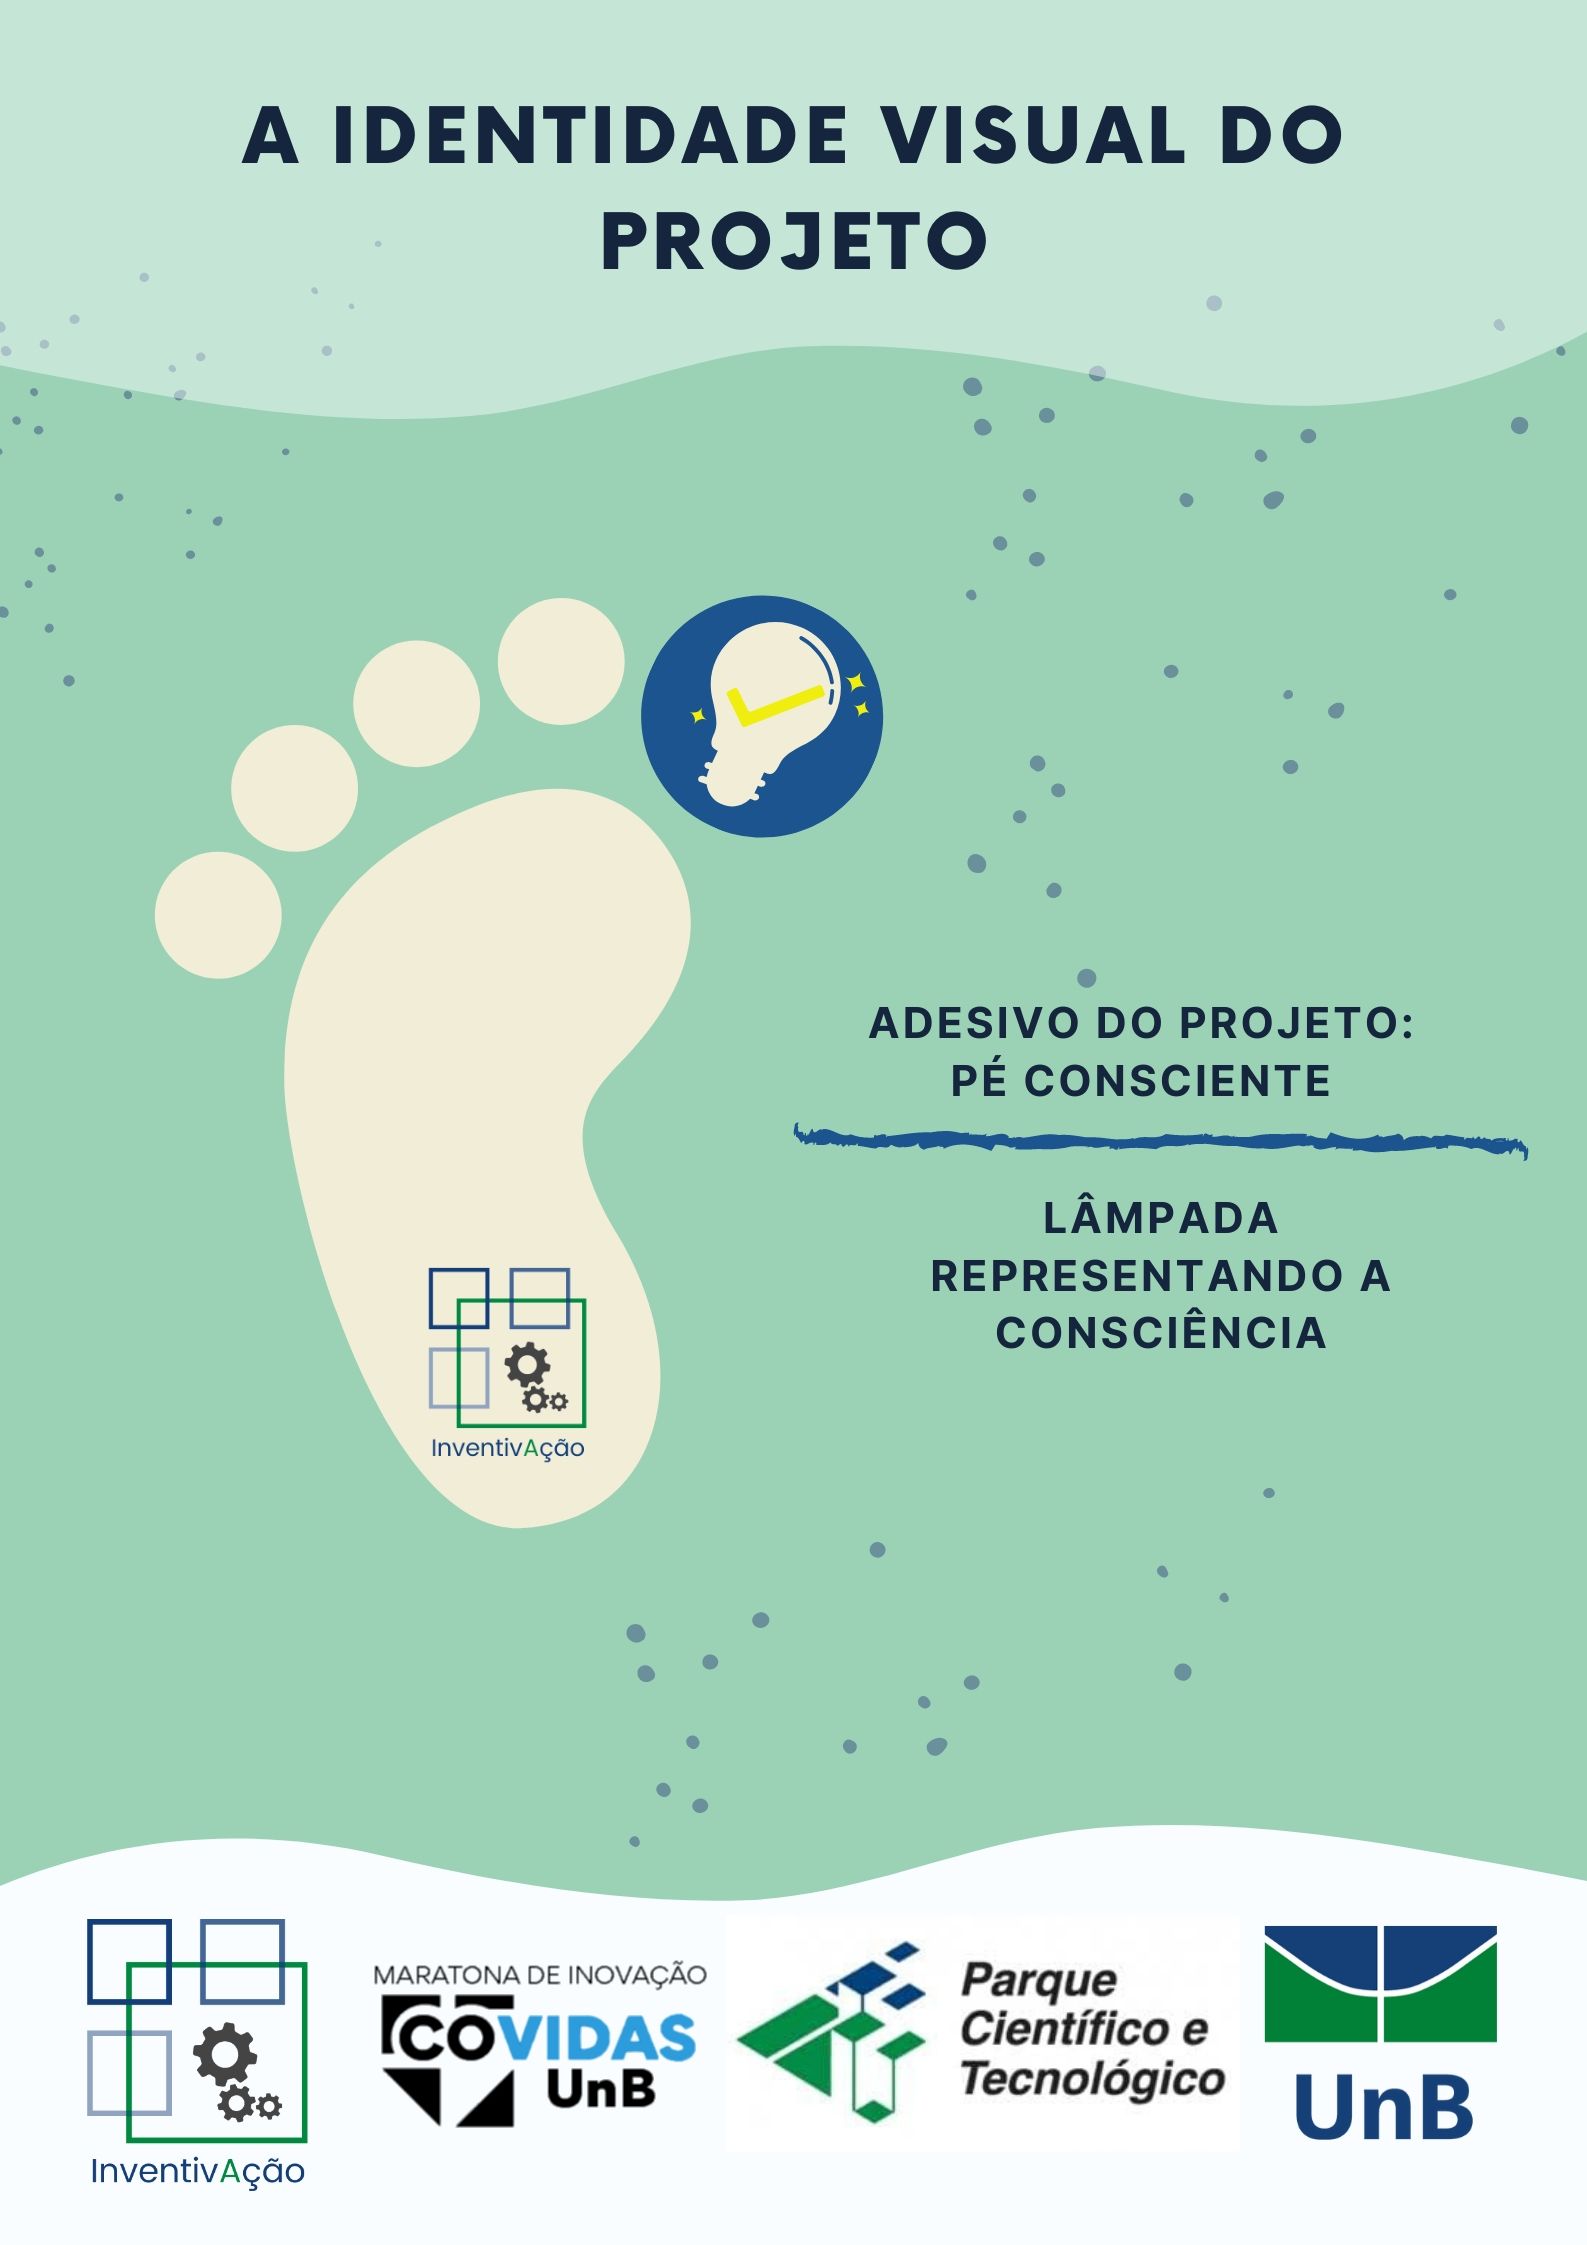 A IDENTIDADE VISUAL DO
PROJETO
ADESIVO DO PROJETO:
PÉ CONSCIENTE
LÂMPADA
REPRESENTANDO A
CONSCIÊNCIA
InventivAção
InventivAção
MARATONA DE INOVAÇÃO
COVIDAS
UnB
Parque
Científico e
Tecnológico
UnB